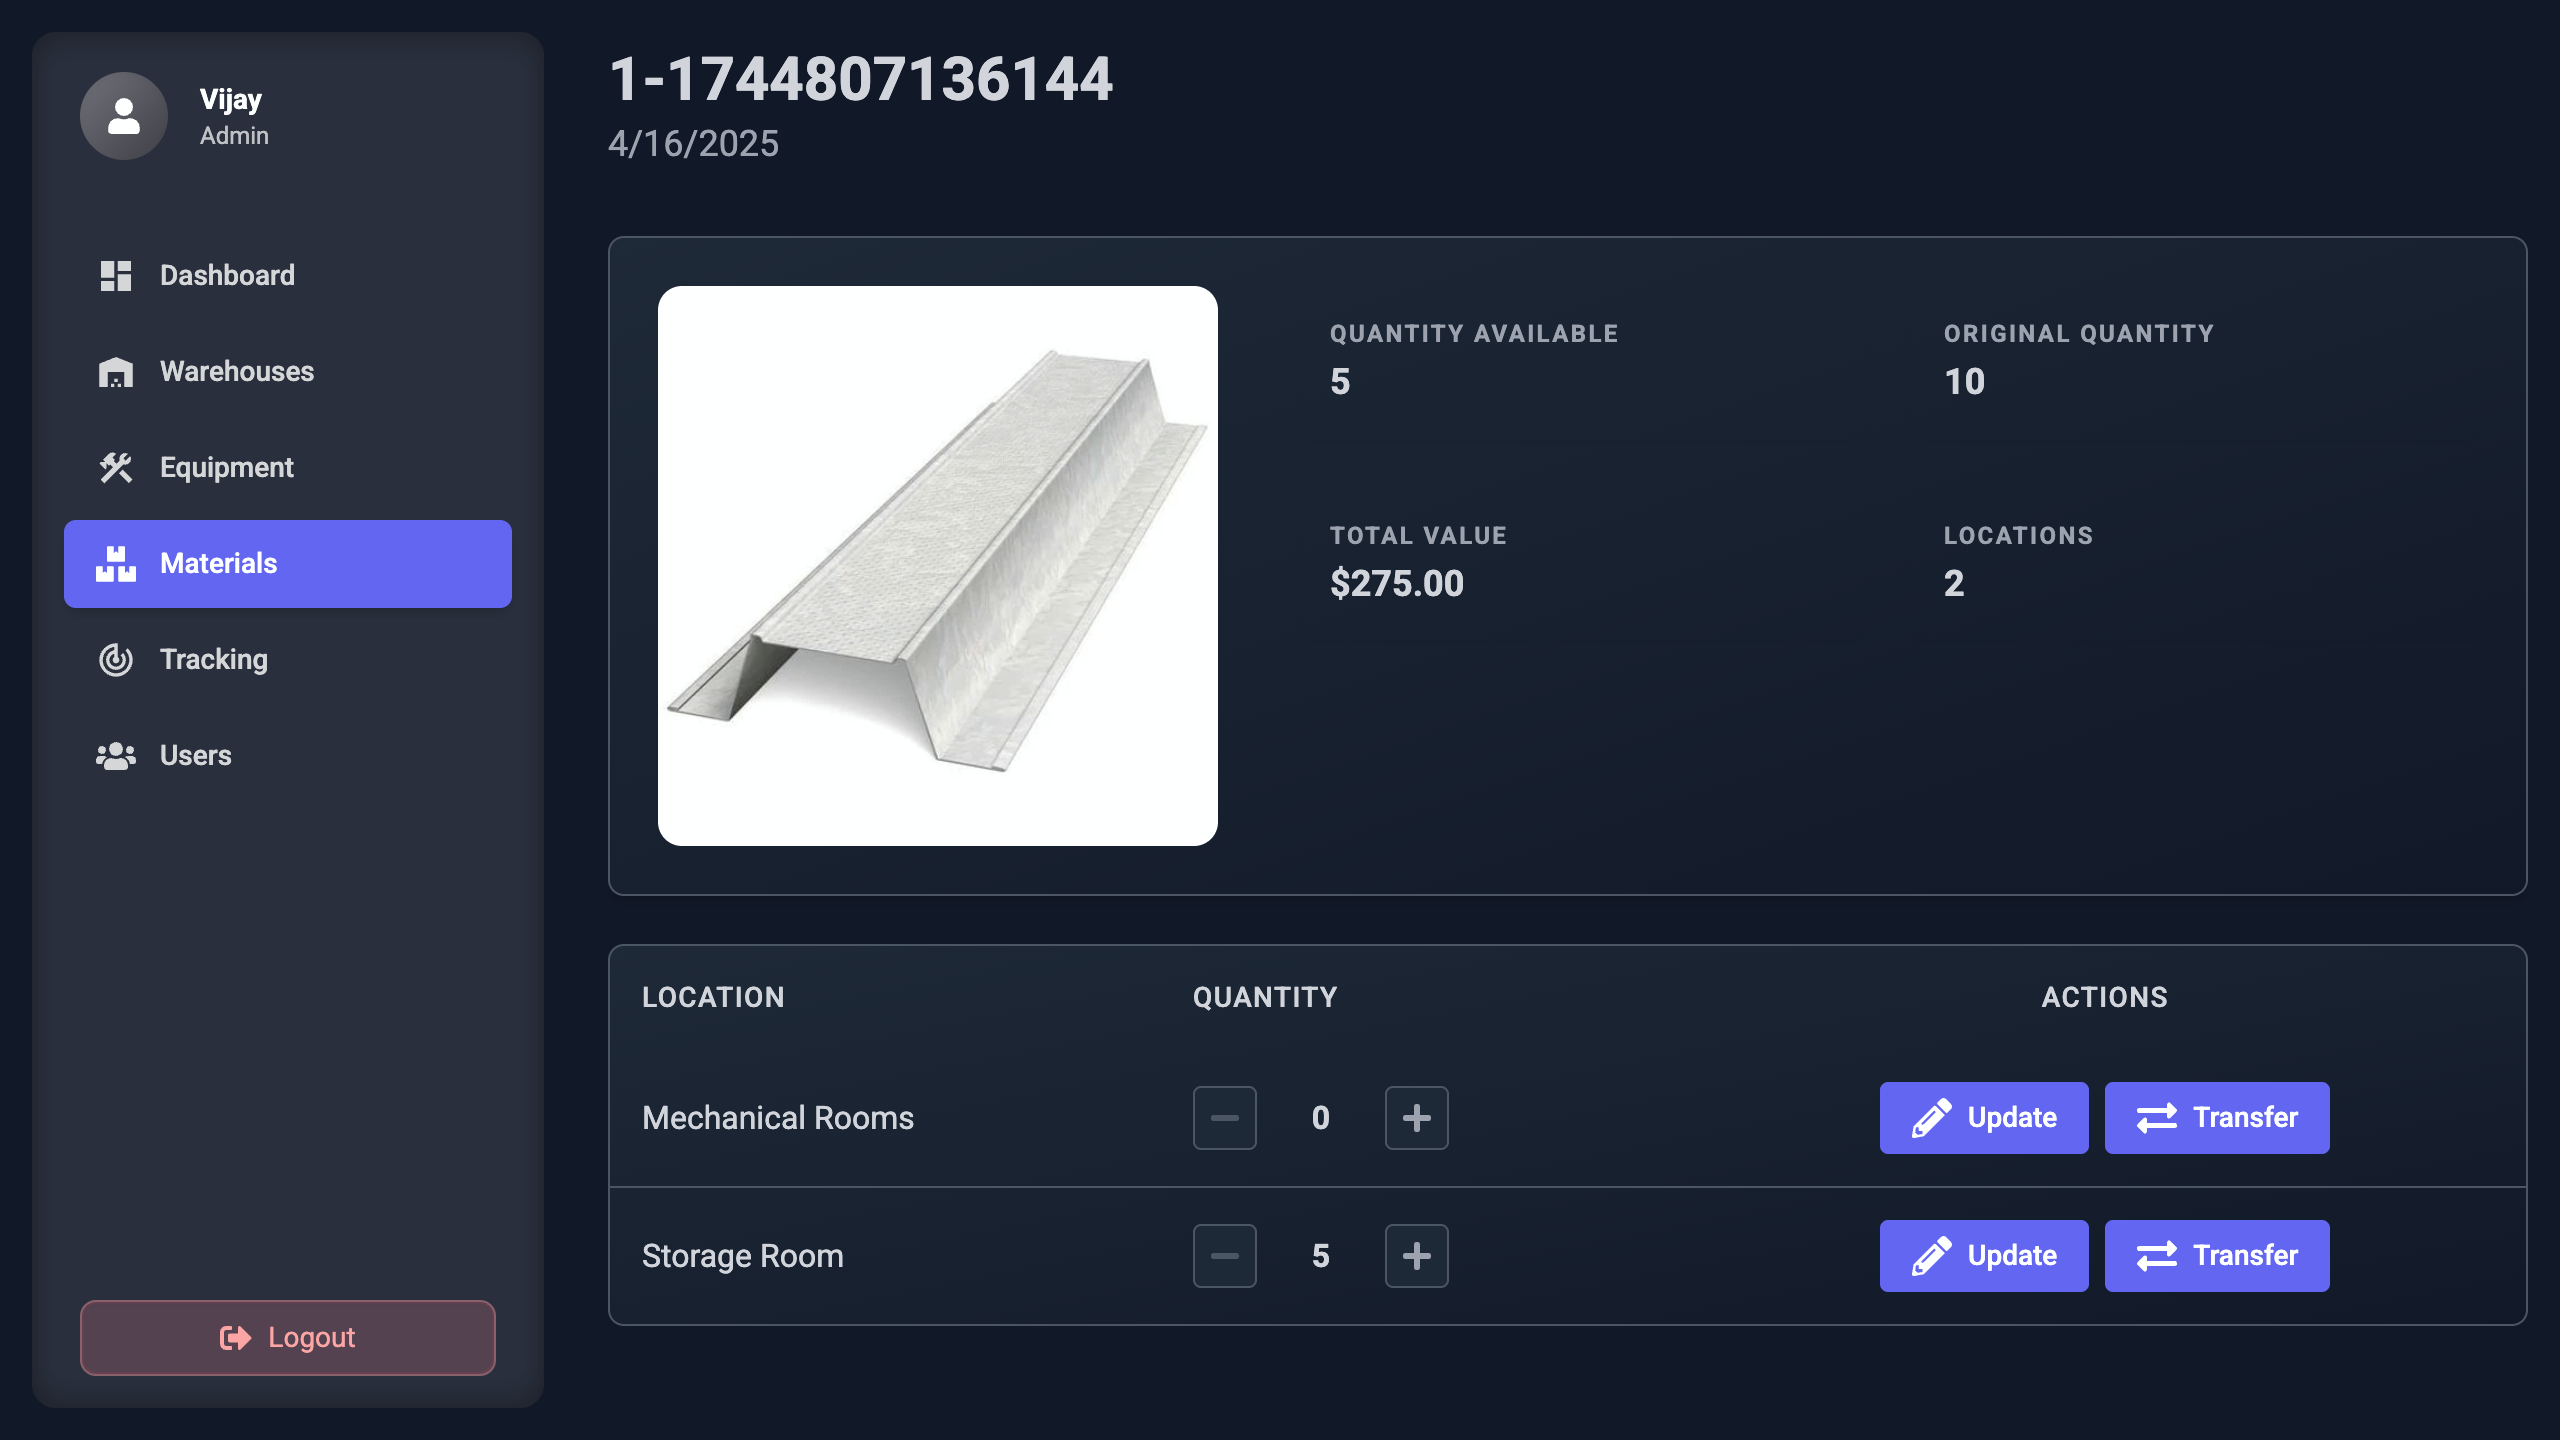 Vijay
Admin
Dashboard
Warehouses
Equipment
Materials
Tracking
Users
Logout
1-1744807136144
4/16/2025
QUANTITY AVAILABLE
5
ORIGINAL QUANTITY
10
TOTAL VALUE
$275.00
LOCATIONS
2
LOCATION QUANTITY ACTIONS
Mechanical Rooms 0 Update Transfer
Storage Room 5 Update Transfer